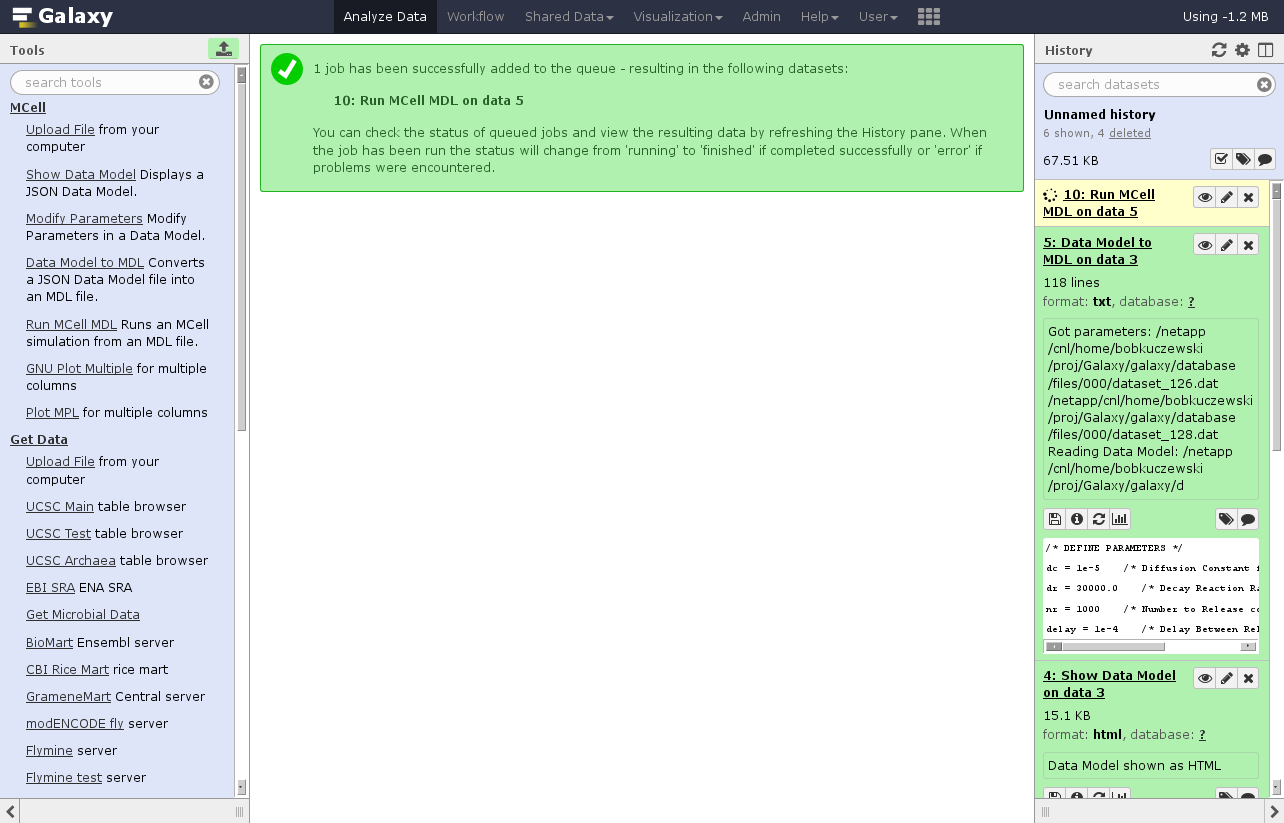 Galaxy
Analyze Data
Workflow
Shared Data
Visualization
Admin
Help
User
Using -1.2 MB
Tools
search tools
MCell
Upload File from your
computer
Show Data Model Displays a
JSON Data Model.
Modify Parameters Modify
Parameters in a Data Model.
Data Model to MDL Converts
a JSON Data Model file into
an MDL file.
Run MCell MDL Runs an MCell
simulation from an MDL file.
GNU Plot Multiple for multiple
columns
Plot MPL for multiple columns
Get Data
Upload File from your
computer
UCSC Main table browser
UCSC Test table browser
UCSC Archaea table browser
EBI SRA ENA SRA
Get Microbial Data
BioMart Ensembl server
CBI Rice Mart rice mart
GrameneMart Central server
modENCODE fly server
Flymine server
Flymine test server
1 job has been successfully added to the queue - resulting in the following datasets:
10: Run MCell MDL on data 5
You can check the status of queued jobs and view the resulting data by refreshing the History pane. When
the job has been run the status will change from 'running' to 'finished' if completed successfully or 'error' if
problems were encountered.
History
search datasets
Unnamed history
6 shown, 4 deleted
67.51 KB
10: Run MCell
MDL on data 5
5: Data Model to
MDL on data 3
118 lines
format: txt, database: ?
Got parameters: /netapp
/cnl/home/bobkuczewski
/proj/Galaxy/galaxy/database
/files/000/dataset_126.dat
/netapp/cnl/home/bobkuczewski
/proj/Galaxy/galaxy/database
/files/000/dataset_128.dat
Reading Data Model: /netapp
/cnl/home/bobkuczewski
/proj/Galaxy/galaxy/d
/* DEFINE PARAMETERS */
dc = 1e-5 /* Diffusion Constant
dr = 30000.0 /* Decay Reaction
nr = 1000 /* Number to Release
delay = 1e-4 /* Delay Between
4: Show Data Model
on data 3
15.1 KB
format: html, database: ?
Data Model shown as HTML